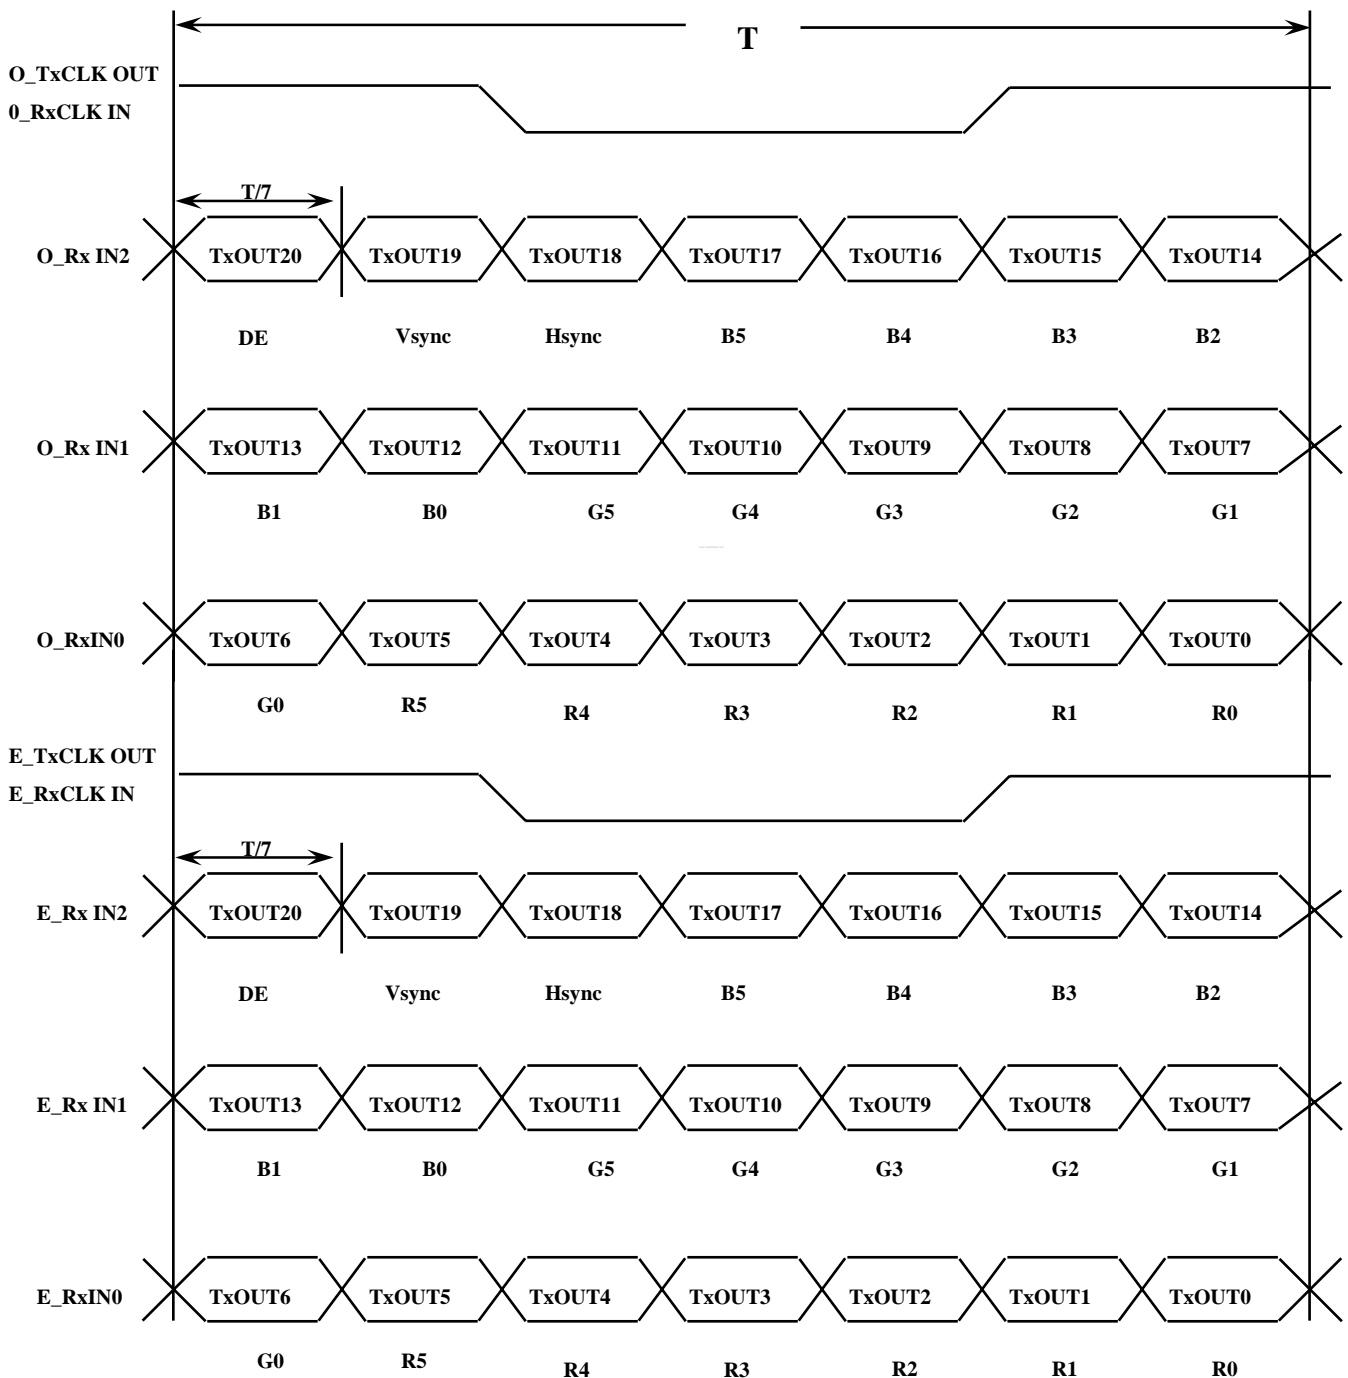 T
O_TxCLK OUT
0_RxCLK IN
T/7
O_Rx IN2 TxOUT20 TxOUT19 TxOUT18 TxOUT17 TxOUT16 TxOUT15 TxOUT14
DE Vsync Hsync B5 B4 B3 B2
O_Rx IN1 TxOUT13 TxOUT12 TxOUT11 TxOUT10 TxOUT9 TxOUT8 TxOUT7
B1 B0 G5 G4 G3 G2 G1
O_RxIN0 TxOUT6 TxOUT5 TxOUT4 TxOUT3 TxOUT2 TxOUT1 TxOUT0
G0 R5 R4 R3 R2 R1 R0
E_TxCLK OUT
E_RxCLK IN
T/7
E_Rx IN2 TxOUT20 TxOUT19 TxOUT18 TxOUT17 TxOUT16 TxOUT15 TxOUT14
DE Vsync Hsync B5 B4 B3 B2
E_Rx IN1 TxOUT13 TxOUT12 TxOUT11 TxOUT10 TxOUT9 TxOUT8 TxOUT7
B1 B0 G5 G4 G3 G2 G1
E_RxIN0 TxOUT6 TxOUT5 TxOUT4 TxOUT3 TxOUT2 TxOUT1 TxOUT0
G0 R5 R4 R3 R2 R1 R0